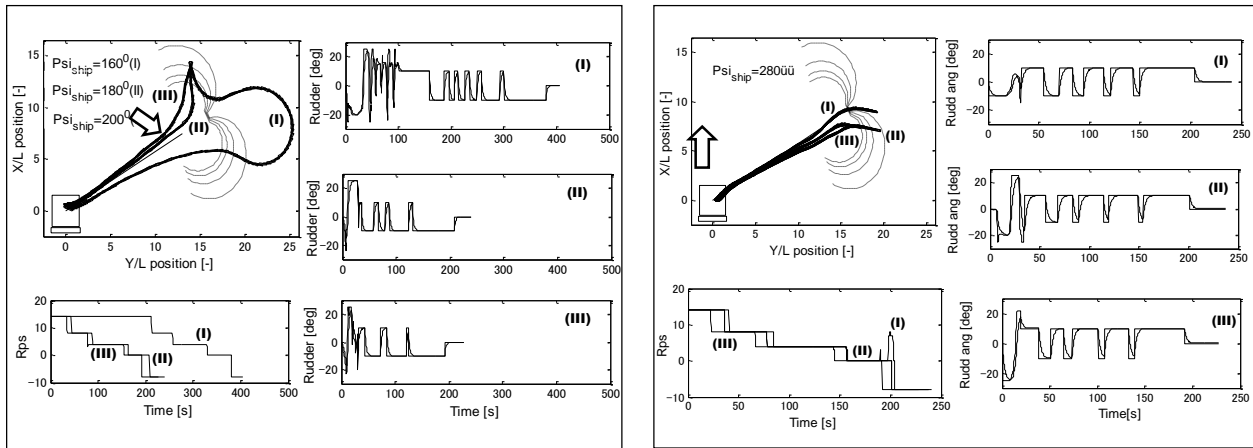 15
10
5
0
X/L position [-]
Psi_ship=160⁰(I)
Psi_ship=180⁰(II)
Psi_ship=200⁰
(III)
(II)
(I)
0 5 10 15 20 25
Y/L position [-]
20
10
0
−10
Rps
(III)
(II)
(I)
0 100 200 300 400 500
Time [s]
Rudder [deg]
20
0
−20
(I)
0 100 200 300 400 500
Rudder [deg]
20
0
−20
(II)
0 100 200 300 400 500
Rudder [deg]
20
0
−20
(III)
0 100 200 300 400 500
Time [s]
15
10
5
0
X/L position [-]
Psi_ship=280üü
(I)
(II)
(III)
0 5 10 15 20 25
Y/L position [-]
20
10
0
−10
Rps
(III)
(II)
(I)
0 50 100 150 200 250
Time [s]
Rudd ang [deg]
20
0
−20
(I)
0 50 100 150 200 250
Rudd ang [deg]
20
0
−20
(II)
0 50 100 150 200 250
Rudd ang [deg]
20
0
−20
(III)
0 50 100 150 200 250
Time[s]